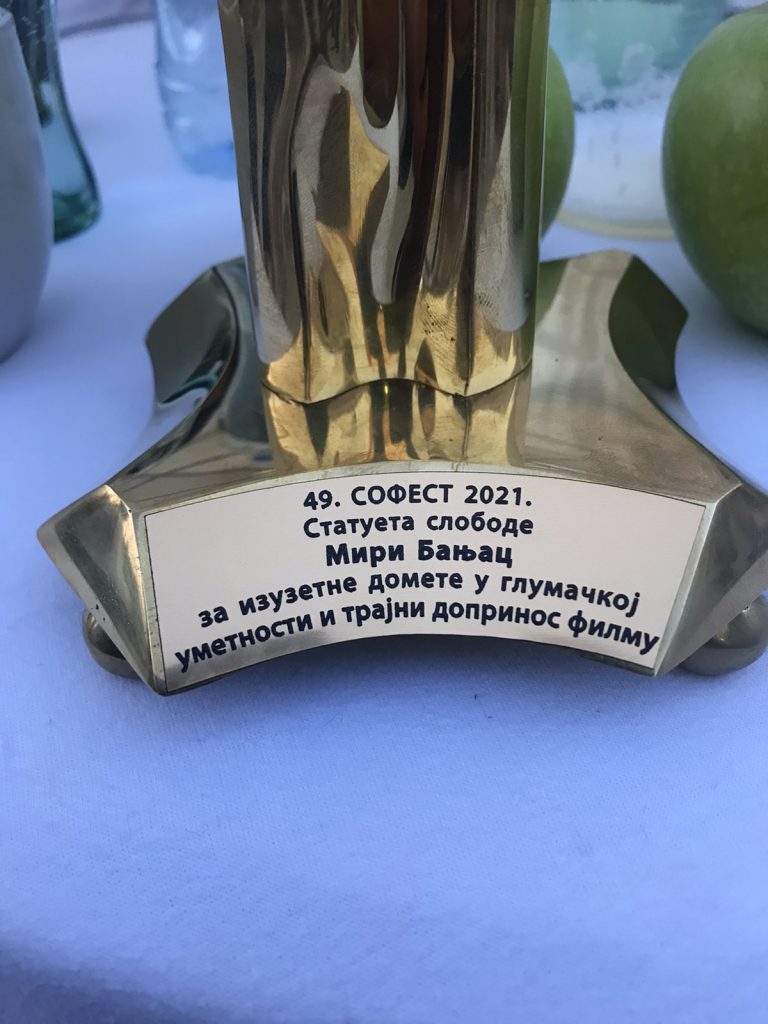 49. СОФЕСТ 2021.
Статуета слободе
Мири Бањац
за изузетне домете у глумачкој
уметности и трајни допринос филму